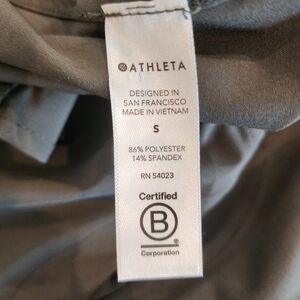 ATHLETA
DESIGNED IN
SAN FRANCISCO
MADE IN VIETNAM
S
86% POLYESTER
14% SPANDEX
RN 54023
Certified
B
Corporation